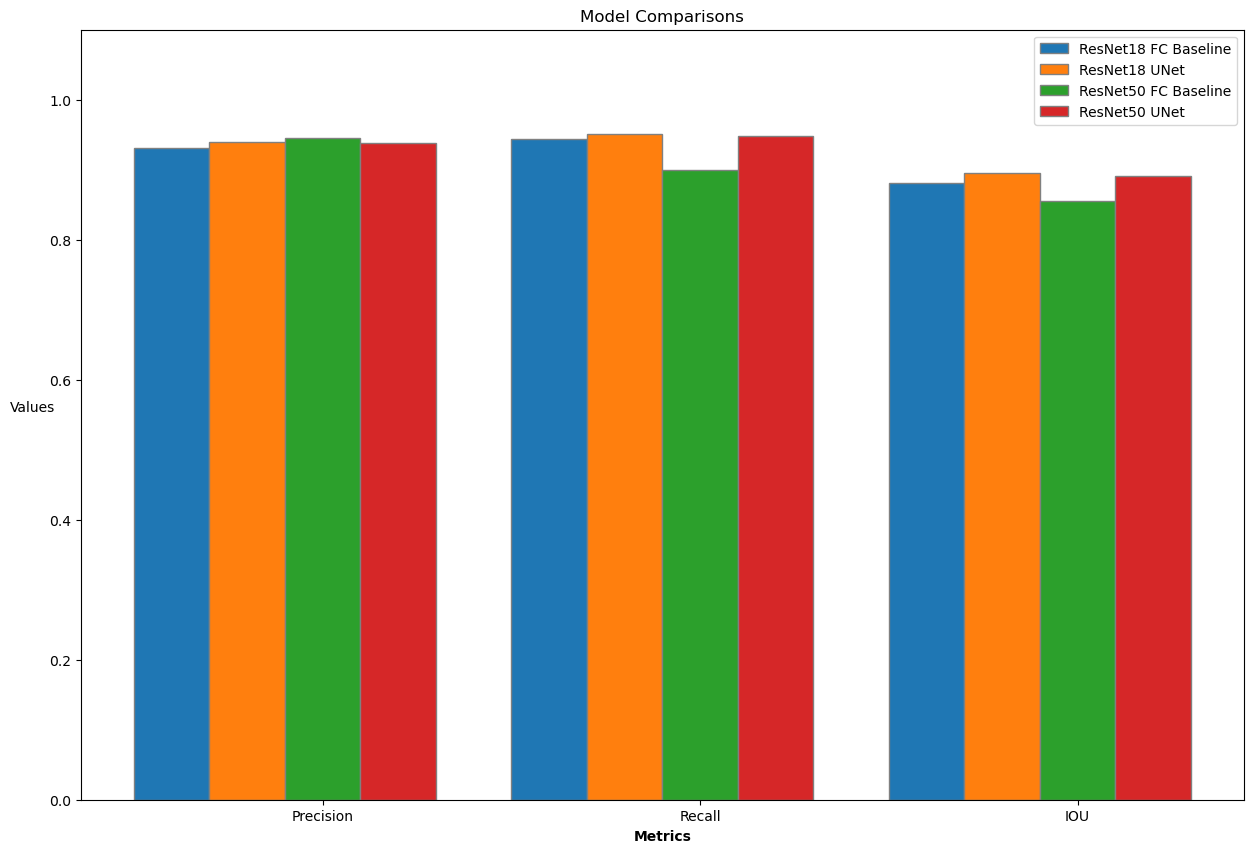 Model Comparisons
ResNet18 FC Baseline
ResNet18 UNet
ResNet50 FC Baseline
ResNet50 UNet
1.0
0.8
0.6
Values
0.4
0.2
0.0
Precision
Recall
IOU
Metrics